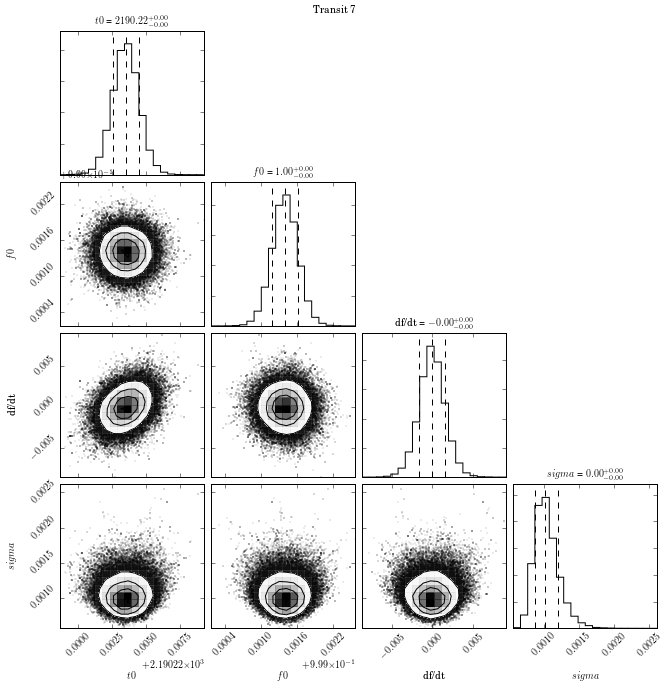 Transit 7
t0 = 2190.22+0.00−0.00
f0 = 1.00+0.00−0.00
0.0022
0.0016
0.0010
0.0004
f0
df/dt = −0.00+0.00−0.00
0.005
0.000
−0.005
df/dt
sigma = 0.00+0.00−0.00
0.0025
0.0020
0.0015
0.0010
sigma
0.0000 0.0025 0.0050 0.0075 0.0004 0.0010 0.0016 0.0022 −0.005 0.000 0.005 0.0010 0.0015 0.0020 0.0025
+2.19022×10³ +9.99×10⁻¹
t0 f0 df/dt sigma